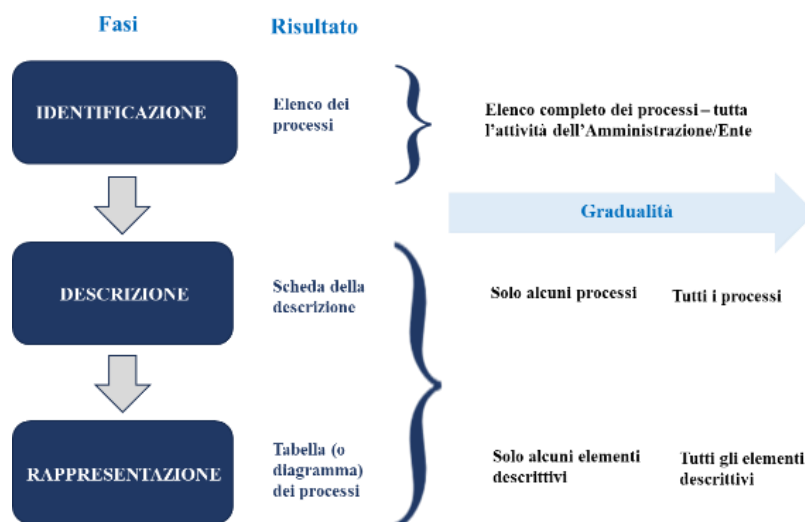 Fasi
Risultato
IDENTIFICAZIONE
Elenco dei
processi
Elenco completo dei processi – tutta
l'attività dell'Amministrazione/Ente
Gradualità
DESCRIZIONE
Scheda della
descrizione
Solo alcuni processi
Tutti i processi
RAPPRESENTAZIONE
Tabella (o
diagramma)
dei processi
Solo alcuni elementi
descrittivi
Tutti gli elementi
descrittivi